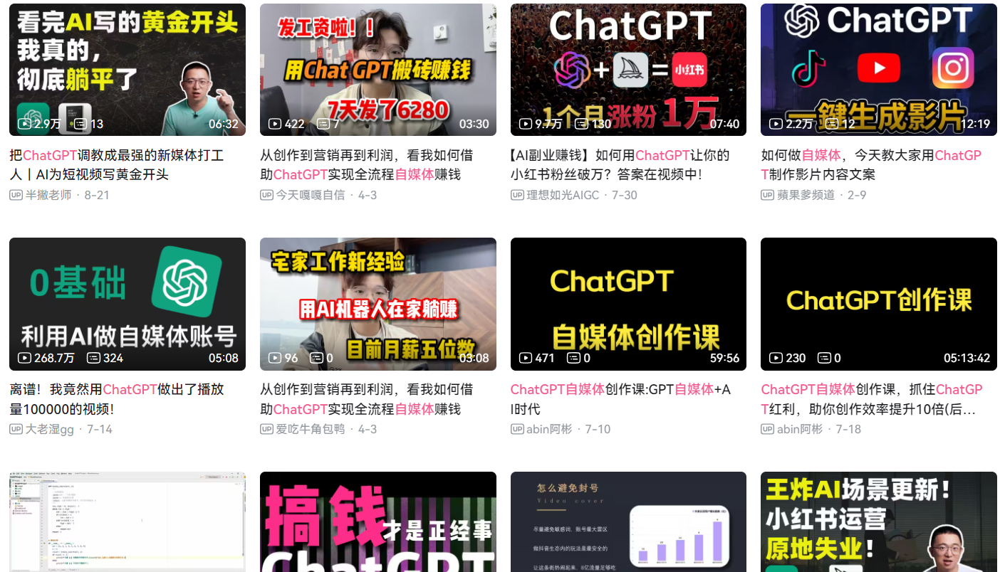 看完AI写的黄金开头
我真的，
彻底躺平了
2.9万 13 06:32
把ChatGPT调教成最强的新媒体打工
人丨AI为短视频写黄金开头
UP 半撇老师 · 8-21
发工资啦！！
用Chat GPT搬砖赚钱
7天发了6280
422 7 03:30
从创作到营销再到利润，看我如何借
助ChatGPT实现全流程自媒体赚钱
UP 今天嘎嘎自信 · 4-3
ChatGPT
+ = 小红书
1个月涨粉1万
9.7万 130 07:40
【AI副业赚钱】如何用ChatGPT让你的
小红书粉丝破万？答案在视频中！
UP 理想如光AIGC · 7-30
ChatGPT
一鍵生成影片
2.2万 12 12:19
如何做自媒体，今天教大家用ChatGP
T制作影片内容文案
UP 蘋果爹频道 · 2-9
0基础
利用AI做自媒体账号
268.7万 324 05:08
离谱！我竟然用ChatGPT做出了播放
量100000的视频！
UP 大老湿gg · 7-14
宅家工作新经验
用AI机器人在家躺赚
目前月薪五位数
96 0 03:08
从创作到营销再到利润，看我如何借
助ChatGPT实现全流程自媒体赚钱
UP 爱吃牛角包鸭 · 4-3
ChatGPT
自媒体创作课
471 0 59:56
ChatGPT自媒体创作课:GPT自媒体+A
I时代
UP abin阿彬 · 7-10
ChatGPT创作课
230 0 05:13:42
ChatGPT自媒体创作课，抓住ChatGP
T红利，助你创作效率提升10倍(后...
UP abin阿彬 · 7-18
搞钱才是正经事
ChatGPT
怎么避免封号
Video cover
尽量避免敏感词，账号最大雷区
做抖音生态内的玩法是最安全的
让这条街热闹起来，8亿流量足够吃
王炸AI场景更新！
小红书运营
原地失业！